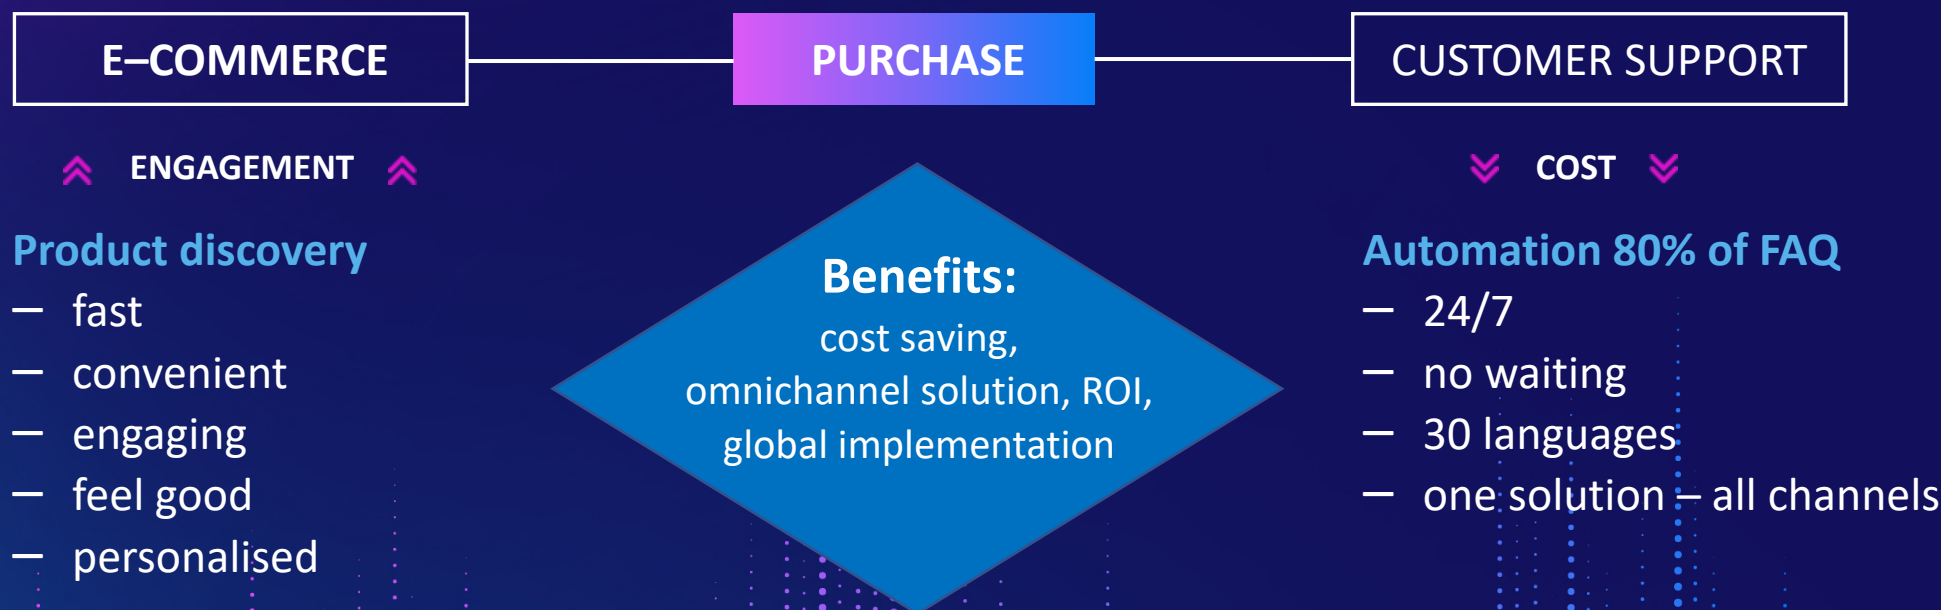 E–COMMERCE
PURCHASE
CUSTOMER SUPPORT
ENGAGEMENT
Product discovery
– fast
– convenient
– engaging
– feel good
– personalised
Benefits:
cost saving,
omnichannel solution, ROI,
global implementation
COST
Automation 80% of FAQ
– 24/7
– no waiting
– 30 languages
– one solution – all channels